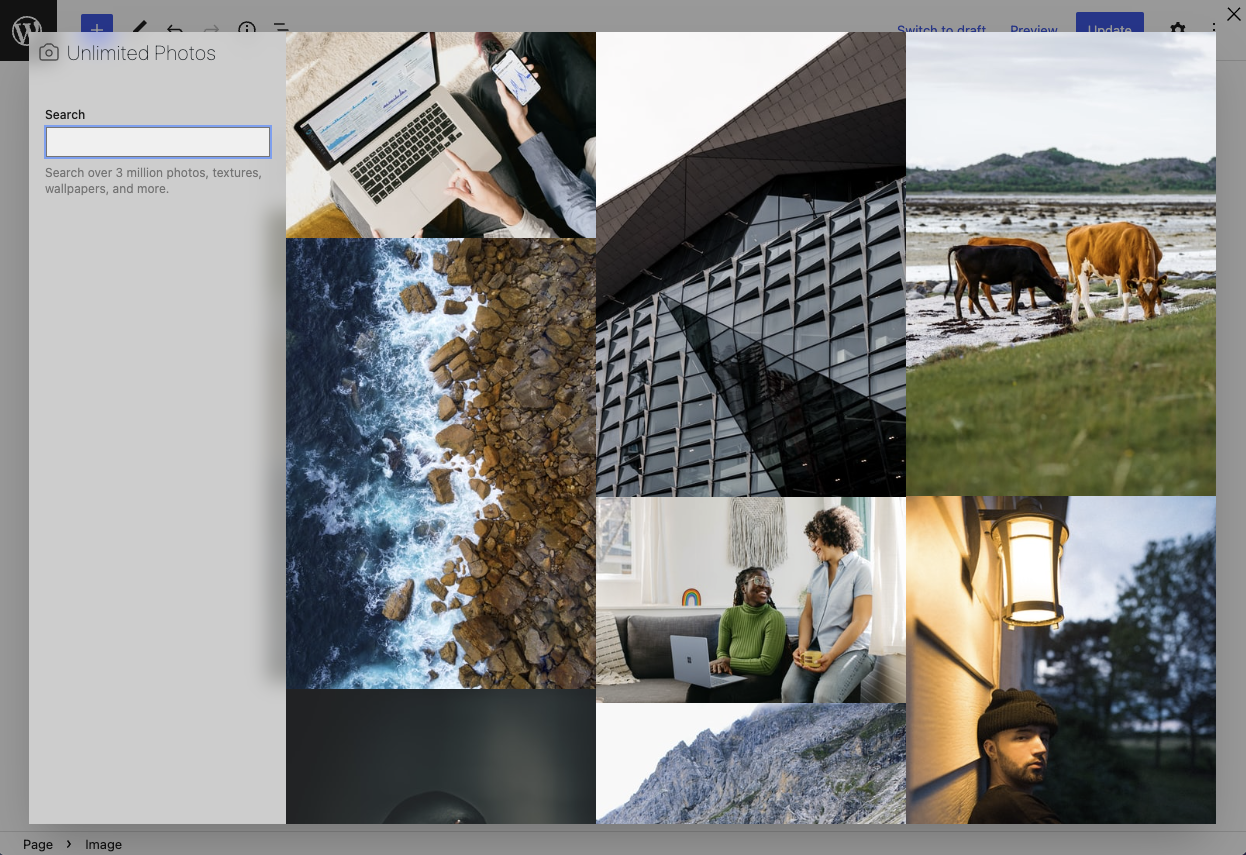 Switch to draft
Preview
Update
Unlimited Photos
Search
Search over 3 million photos, textures,
wallpapers, and more.
Page
Image